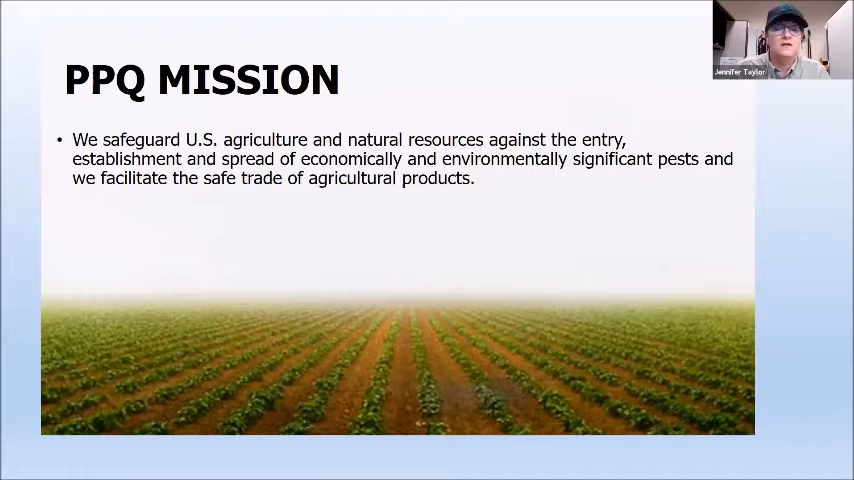 PPQ MISSION
• We safeguard U.S. agriculture and natural resources against the entry,
establishment and spread of economically and environmentally significant pests and
we facilitate the safe trade of agricultural products.
Jennifer Taylor